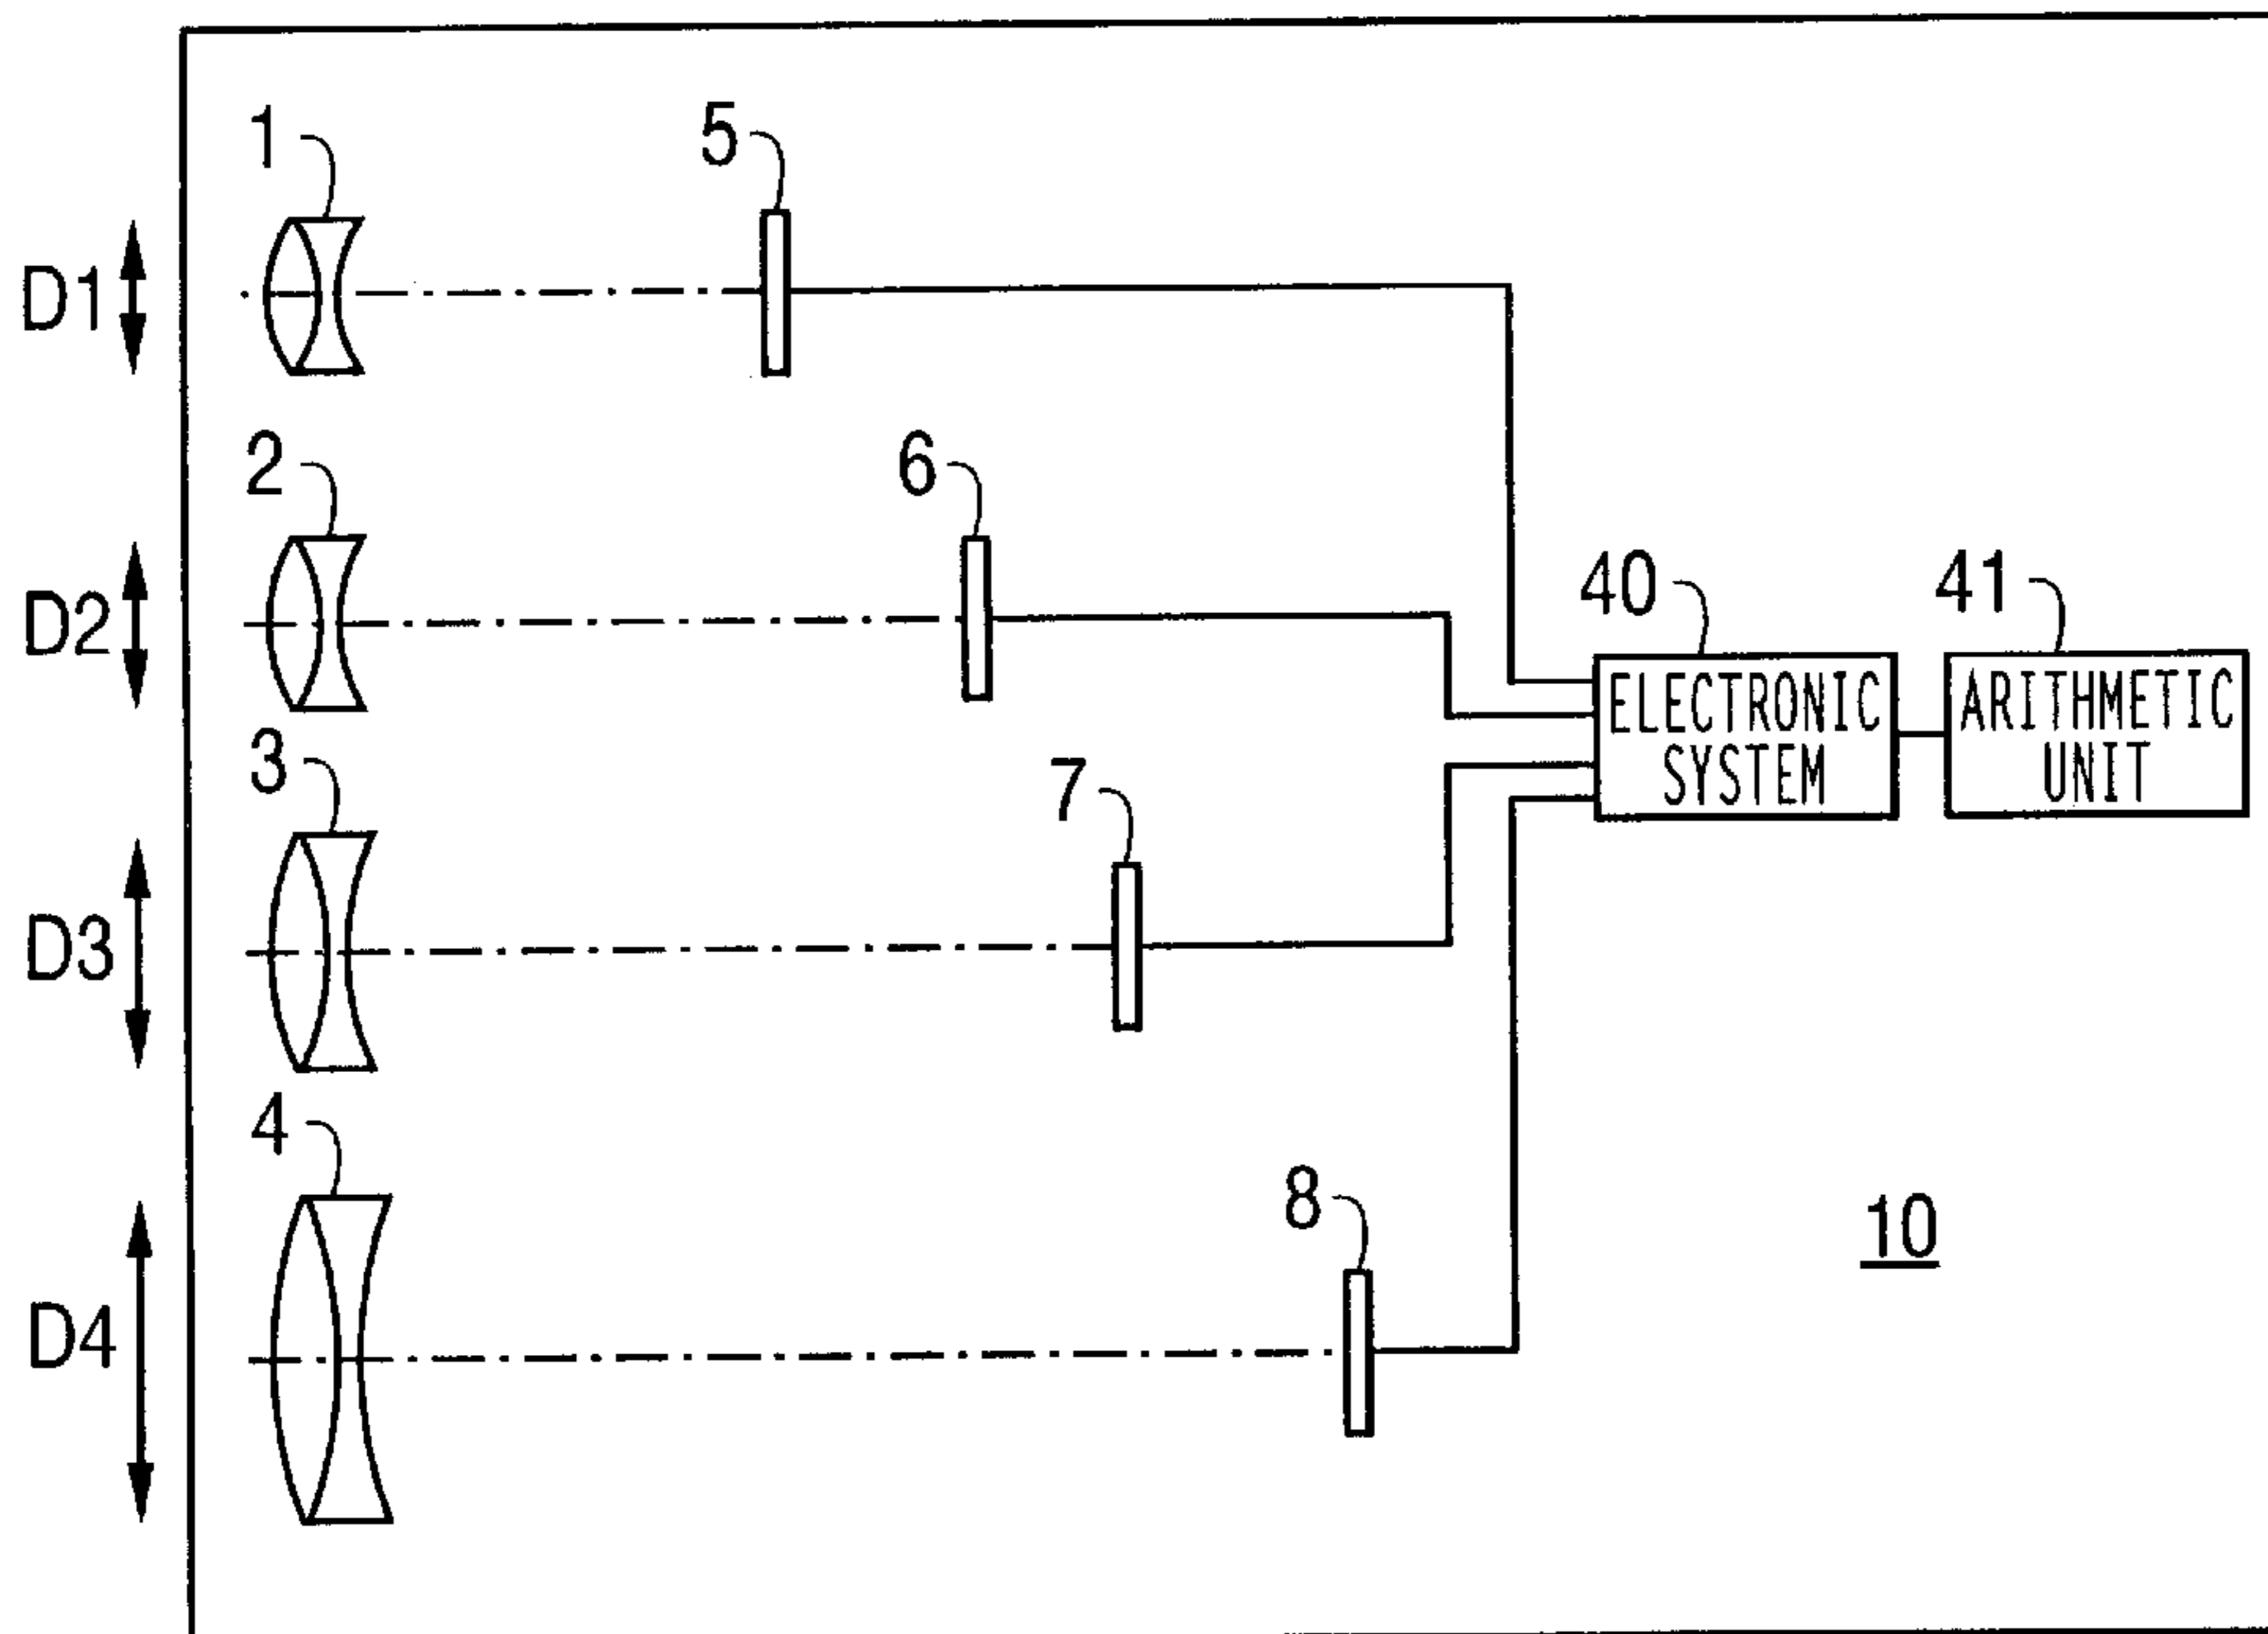 1
5
D1
2
6
D2
40
41
ELECTRONIC
SYSTEM
ARITHMETIC
UNIT
3
7
D3
4
8
10
D4